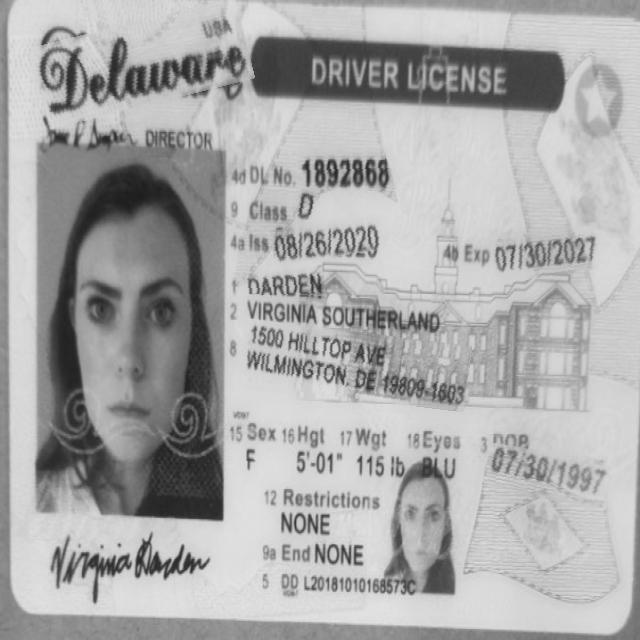 USA
Delaware
DRIVER LICENSE
DIRECTOR
4d DL No. 1892868
9 Class D
4a Iss 08/26/2020 4b Exp 07/30/2027
1 DARDEN
2 VIRGINIA SOUTHERLAND
8 1500 HILLTOP AVE
WILMINGTON, DE 19809-1603
15 Sex 16 Hgt 17 Wgt 18 Eyes 3 DOB
F 5'-01" 115 lb BLU 07/30/1997
12 Restrictions
NONE
9a End NONE
5 DD L20181010168573C
Virginia Darden